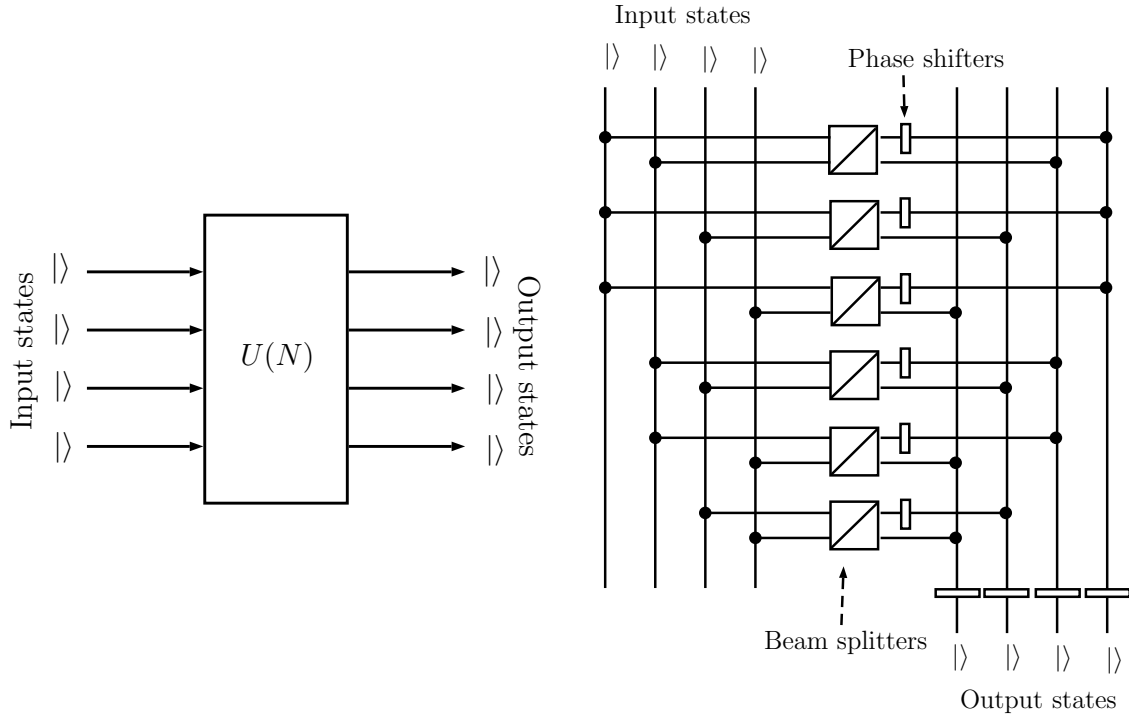 Input states
|⟩ |⟩ |⟩ |⟩
Phase shifters
Input states
|⟩
|⟩
|⟩
|⟩
U(N)
|⟩
|⟩
|⟩
|⟩
Output states
Beam splitters
|⟩ |⟩ |⟩ |⟩
Output states